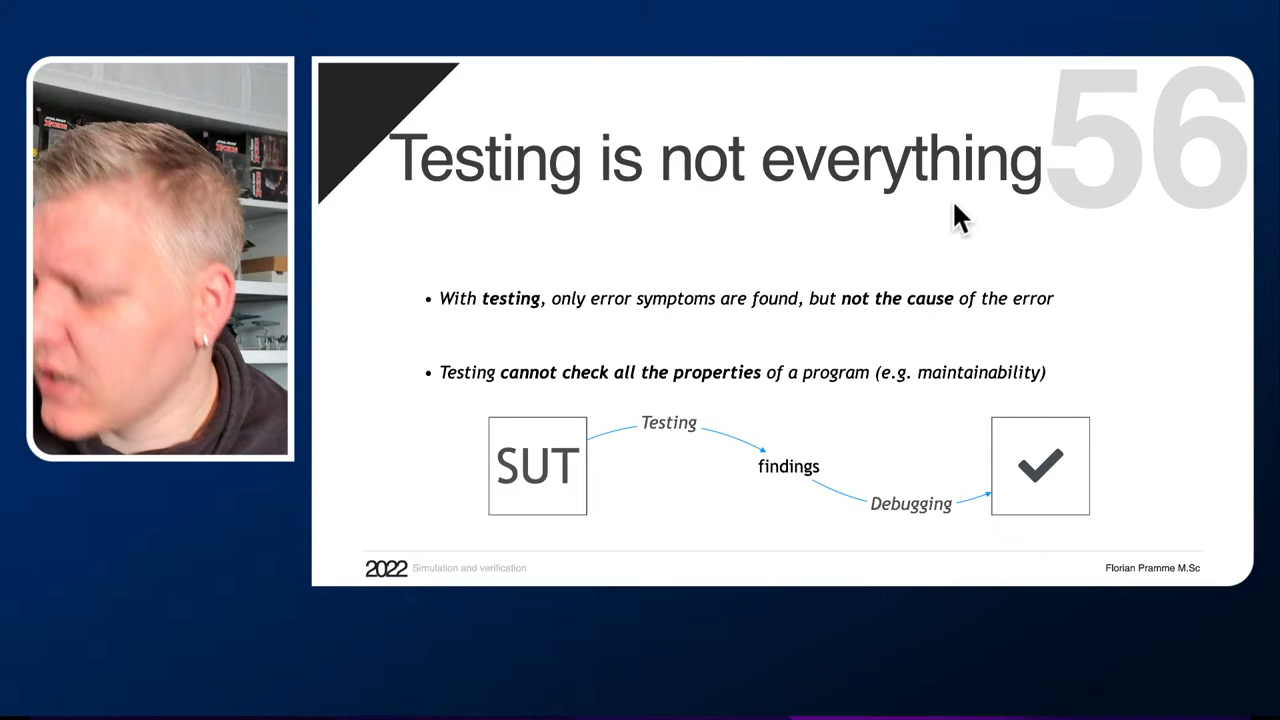 Testing is not everything
56
• With testing, only error symptoms are found, but not the cause of the error
• Testing cannot check all the properties of a program (e.g. maintainability)
SUT
Testing
findings
Debugging
2022 Simulation and verification
Florian Pramme M.Sc